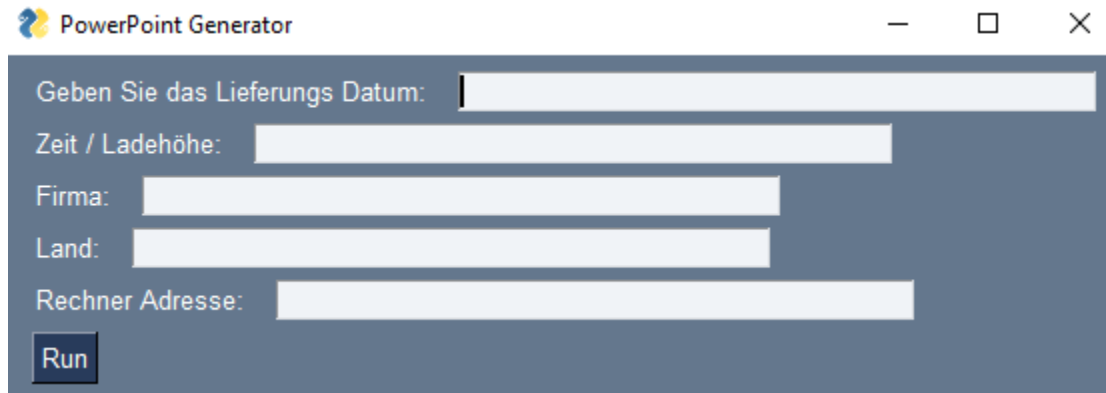 PowerPoint Generator
Geben Sie das Lieferungs Datum:
Zeit / Ladehöhe:
Firma:
Land:
Rechner Adresse:
Run